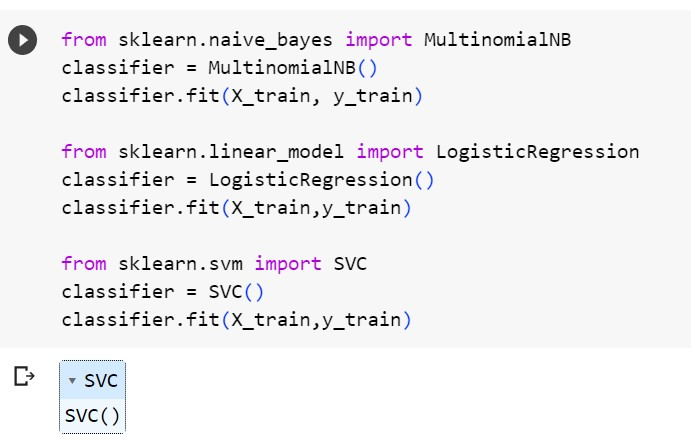 from sklearn.naive_bayes import MultinomialNB
classifier = MultinomialNB()
classifier.fit(X_train, y_train)
from sklearn.linear_model import LogisticRegression
classifier = LogisticRegression()
classifier.fit(X_train,y_train)
from sklearn.svm import SVC
classifier = SVC()
classifier.fit(X_train,y_train)
SVC
SVC()